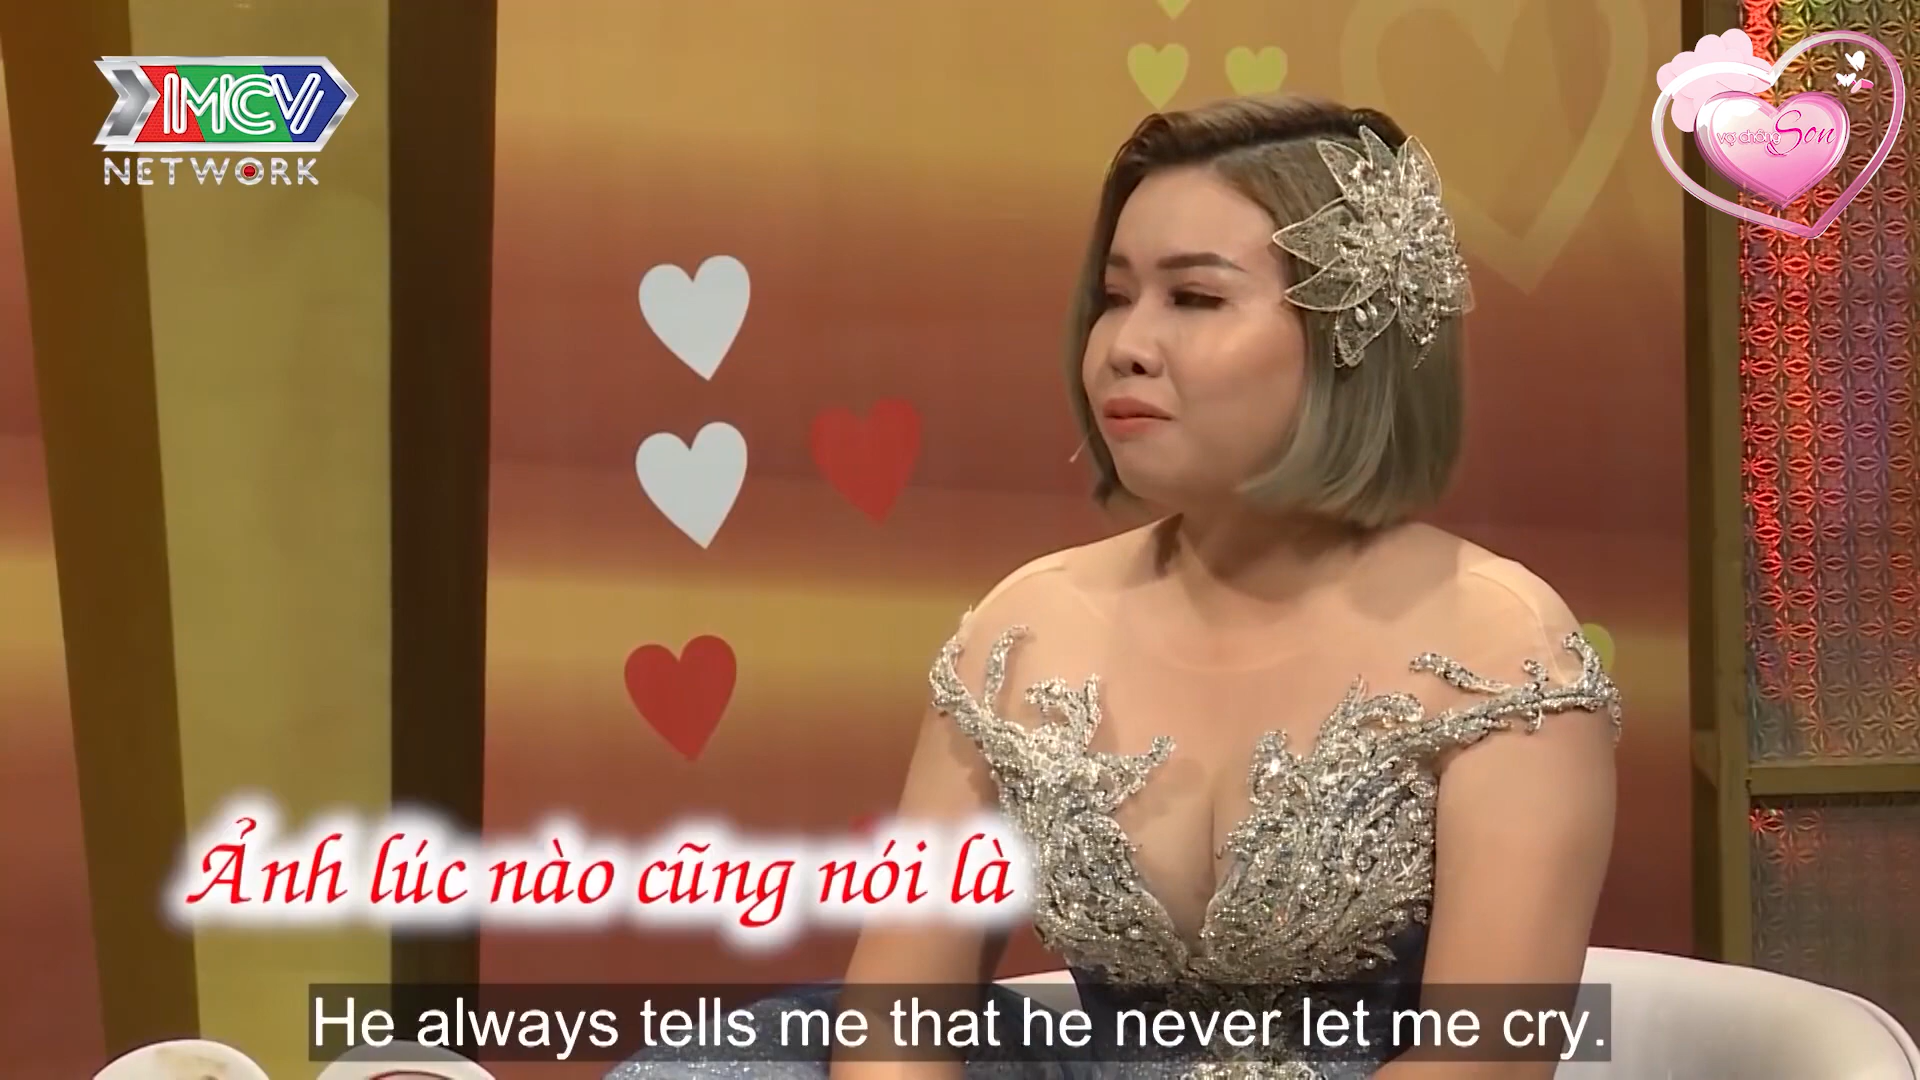 MCV
NETWORK
vợ chồng Son
Ảnh lúc nào cũng nói là
He always tells me that he never let me cry.